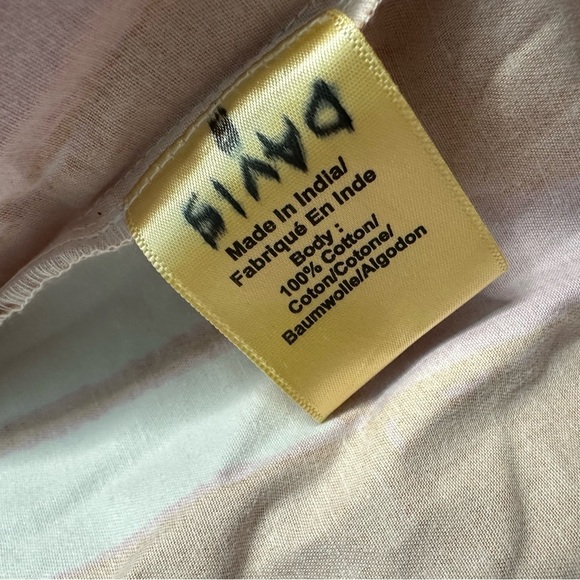 DAVIS
Made In India/
Fabriqué En Inde
Body :
100% Cotton/
Coton/Cotone/
Baumwolle/Algodon